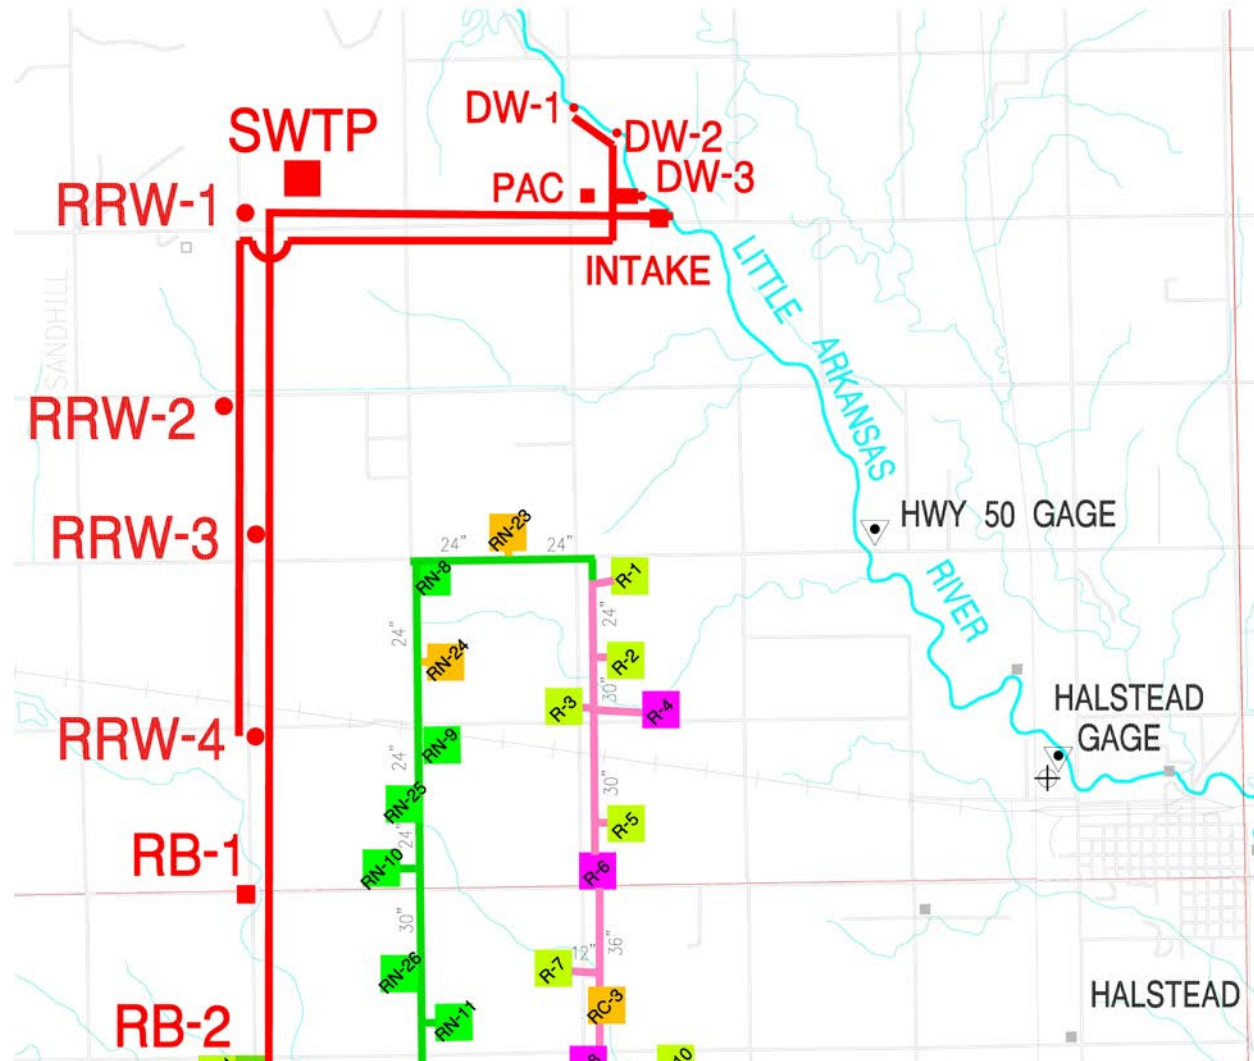 DW-1
SWTP
DW-2
PAC
DW-3
RRW-1
INTAKE
LITTLE ARKANSAS RIVER
SANDHILL
RRW-2
HWY 50 GAGE
RRW-3
RN-23
24"
24"
RN-8
R-1
24"
24"
RN-24
R-2
30"
R-3
R-4
HALSTEAD
GAGE
RRW-4
RN-9
24"
30"
RN-25
24"
R-5
RB-1
RN-10
R-6
30"
36"
12"
RN-26
R-7
HALSTEAD
RC-3
RN-11
RB-2